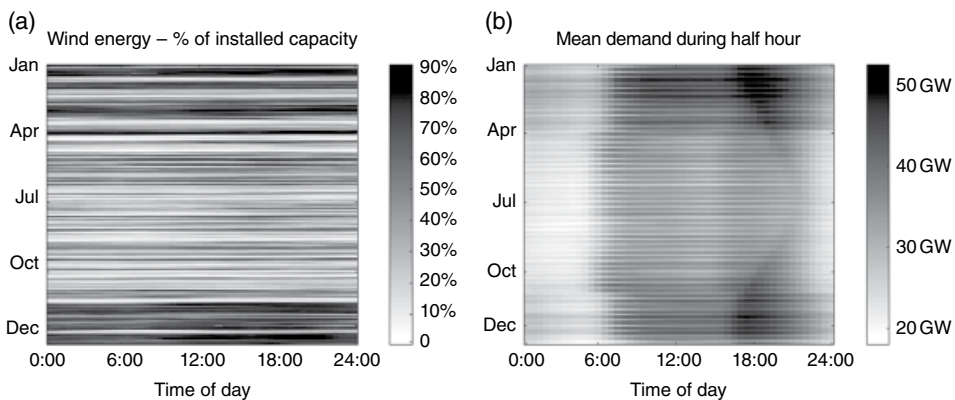 (a)
Wind energy – % of installed capacity
Jan
Apr
Jul
Oct
Dec
0:00 6:00 12:00 18:00 24:00
Time of day
90%
80%
70%
60%
50%
40%
30%
20%
10%
0
(b)
Mean demand during half hour
Jan
Apr
Jul
Oct
Dec
0:00 6:00 12:00 18:00 24:00
Time of day
50 GW
40 GW
30 GW
20 GW